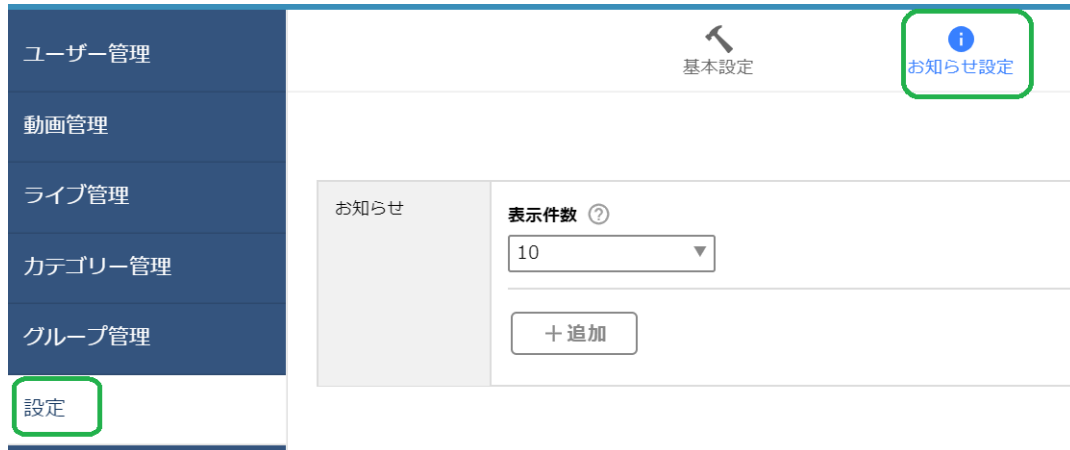 ユーザー管理
動画管理
ライブ管理
カテゴリー管理
グループ管理
設定
基本設定
お知らせ設定
お知らせ
表示件数 ?
10
+追加